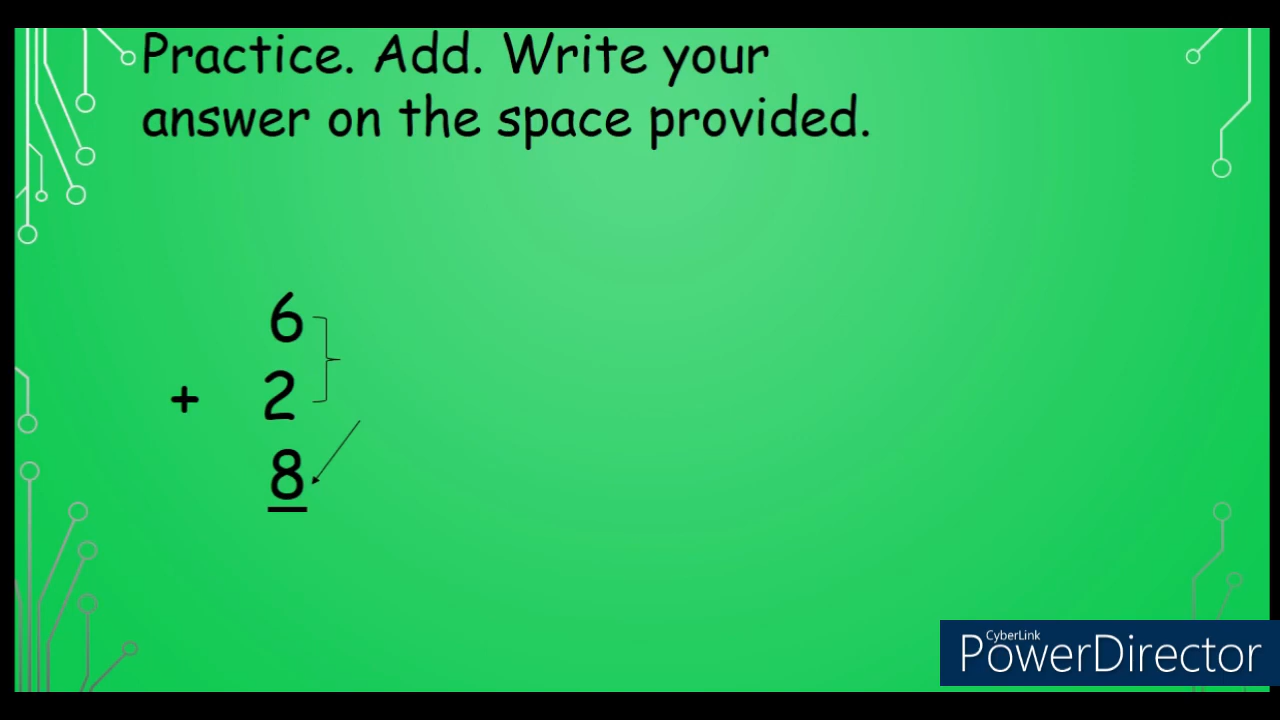 Practice. Add. Write your
answer on the space provided.
6
+ 2
8
CyberLink
PowerDirector